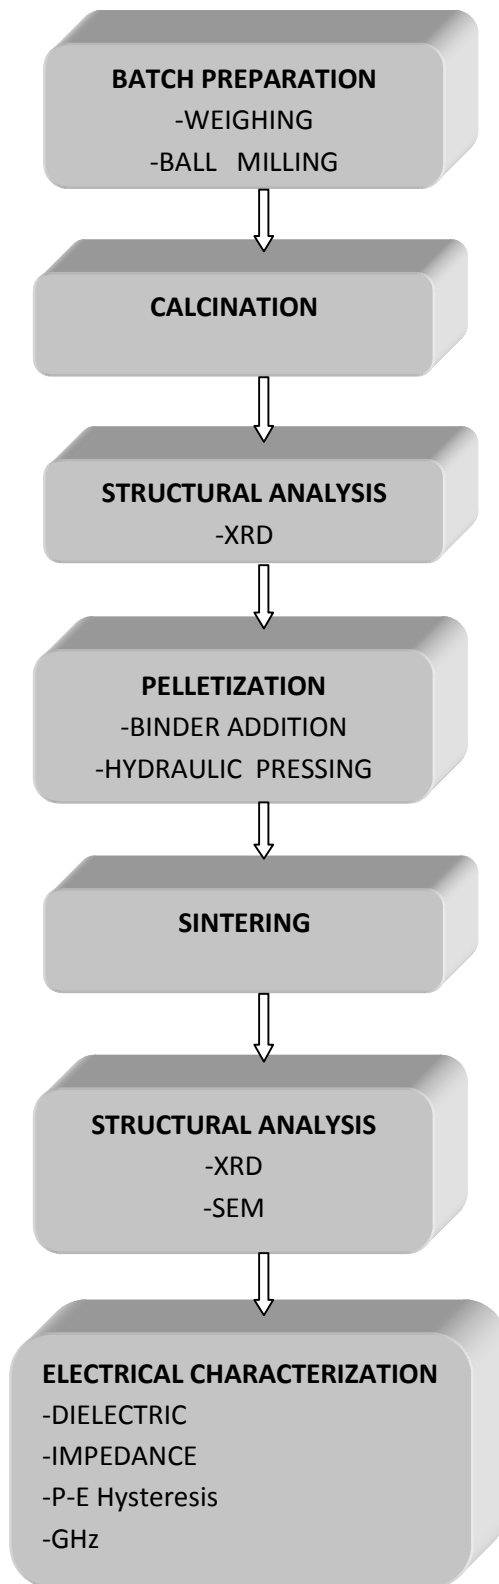 BATCH PREPARATION
-WEIGHING
-BALL MILLING
CALCINATION
STRUCTURAL ANALYSIS
-XRD
PELLETIZATION
-BINDER ADDITION
-HYDRAULIC PRESSING
SINTERING
STRUCTURAL ANALYSIS
-XRD
-SEM
ELECTRICAL CHARACTERIZATION
-DIELECTRIC
-IMPEDANCE
-P-E Hysteresis
-GHz